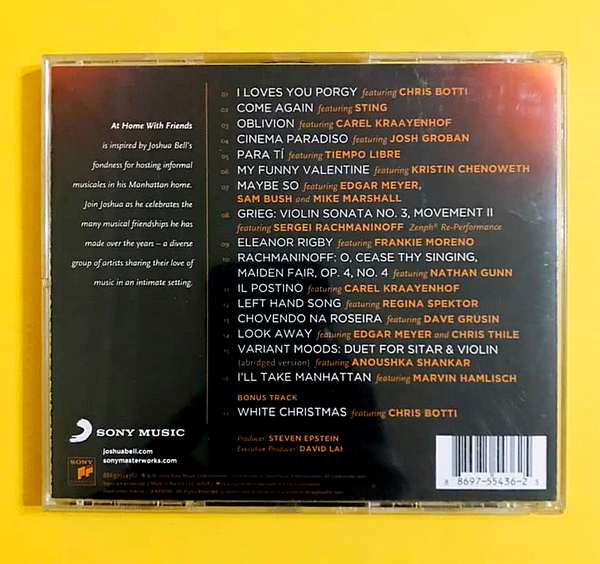 At Home With Friends
is inspired by Joshua Bell's
fondness for hosting informal
musicales in his Manhattan home.
Join Joshua as he celebrates the
many musical friendships he has
made over the years – a diverse
group of artists sharing their love of
music in an intimate setting.
01 I LOVES YOU PORGY featuring CHRIS BOTTI
02 COME AGAIN featuring STING
03 OBLIVION featuring CAREL KRAAYENHOF
04 CINEMA PARADISO featuring JOSH GROBAN
05 PARA TÍ featuring TIEMPO LIBRE
06 MY FUNNY VALENTINE featuring KRISTIN CHENOWETH
07 MAYBE SO featuring EDGAR MEYER,
SAM BUSH and MIKE MARSHALL
08 GRIEG: VIOLIN SONATA NO. 3, MOVEMENT II
featuring SERGEI RACHMANINOFF Zenph® Re-Performance
09 ELEANOR RIGBY featuring FRANKIE MORENO
10 RACHMANINOFF: O, CEASE THY SINGING,
MAIDEN FAIR, OP. 4, NO. 4 featuring NATHAN GUNN
11 IL POSTINO featuring CAREL KRAAYENHOF
12 LEFT HAND SONG featuring REGINA SPEKTOR
13 CHOVENDO NA ROSEIRA featuring DAVE GRUSIN
14 LOOK AWAY featuring EDGAR MEYER and CHRIS THILE
15 VARIANT MOODS: DUET FOR SITAR & VIOLIN
(abridged version) featuring ANOUSHKA SHANKAR
16 I'LL TAKE MANHATTAN featuring MARVIN HAMLISCH
BONUS TRACK
17 WHITE CHRISTMAS featuring CHRIS BOTTI
Producer STEVEN EPSTEIN
Executive Producer DAVID LAI
SONY MUSIC
SONY
joshuabell.com
sonymasterworks.com
8 8697-55436-2 3